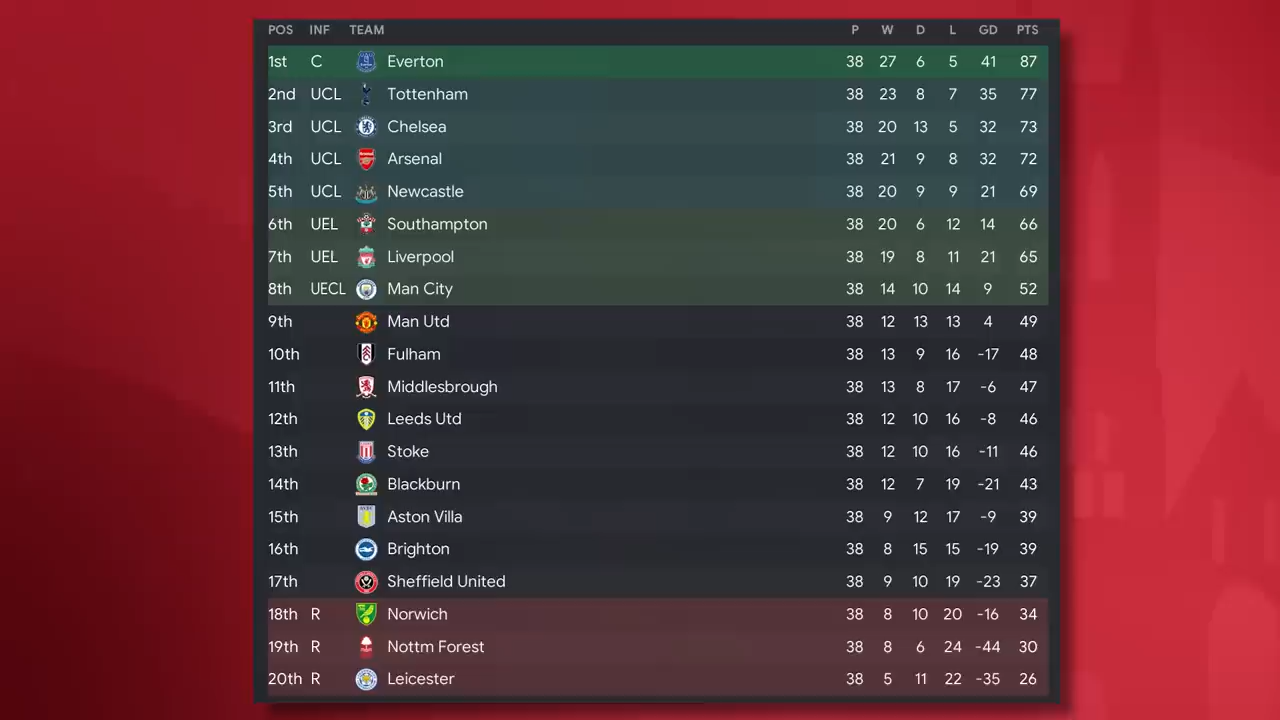 POS INF TEAM P W D L GD PTS
1st C Everton 38 27 6 5 41 87
2nd UCL Tottenham 38 23 8 7 35 77
3rd UCL Chelsea 38 20 13 5 32 73
4th UCL Arsenal 38 21 9 8 32 72
5th UCL Newcastle 38 20 9 9 21 69
6th UEL Southampton 38 20 6 12 14 66
7th UEL Liverpool 38 19 8 11 21 65
8th UECL Man City 38 14 10 14 9 52
9th Man Utd 38 12 13 13 4 49
10th Fulham 38 13 9 16 -17 48
11th Middlesbrough 38 13 8 17 -6 47
12th Leeds Utd 38 12 10 16 -8 46
13th Stoke 38 12 10 16 -11 46
14th Blackburn 38 12 7 19 -21 43
15th Aston Villa 38 9 12 17 -9 39
16th Brighton 38 8 15 15 -19 39
17th Sheffield United 38 9 10 19 -23 37
18th R Norwich 38 8 10 20 -16 34
19th R Nottm Forest 38 8 6 24 -44 30
20th R Leicester 38 5 11 22 -35 26